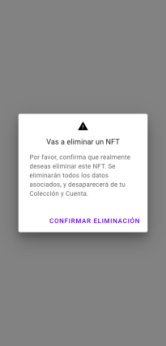 Vas a eliminar un NFT
Por favor, confirma que realmente
deseas eliminar este NFT. Se
eliminarán todos los datos
asociados, y desaparecerá de tu
Colección y Cuenta.
CONFIRMAR ELIMINACIÓN